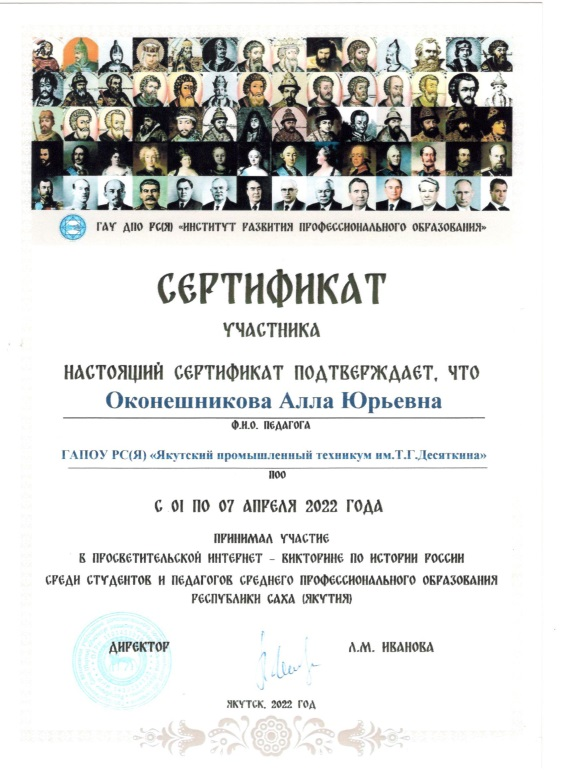 ГАУ ДПО РС(Я) «ИНСТИТУТ РАЗВИТИЯ ПРОФЕССИОНАЛЬНОГО ОБРАЗОВАНИЯ»
СЕРТИФИКАТ
УЧАСТНИКА
НАСТОЯЩИЙ СЕРТИФИКАТ ПОДТВЕРЖДАЕТ, ЧТО
Оконешникова Алла Юрьевна
Ф.И.О. ПЕДАГОГА
ГАПОУ РС(Я) «Якутский промышленный техникум им.Т.Г.Десяткина»
ПОО
С 01 ПО 07 АПРЕЛЯ 2022 ГОДА
ПРИНИМАЛ УЧАСТИЕ
В ПРОСВЕТИТЕЛЬСКОЙ ИНТЕРНЕТ - ВИКТОРИНЕ ПО ИСТОРИИ РОССИИ
СРЕДИ СТУДЕНТОВ И ПЕДАГОГОВ СРЕДНЕГО ПРОФЕССИОНАЛЬНОГО ОБРАЗОВАНИЯ
РЕСПУБЛИКИ САХА (ЯКУТИЯ)
ДИРЕКТОР Л.М. ИВАНОВА
ЯКУТСК, 2022 ГОД